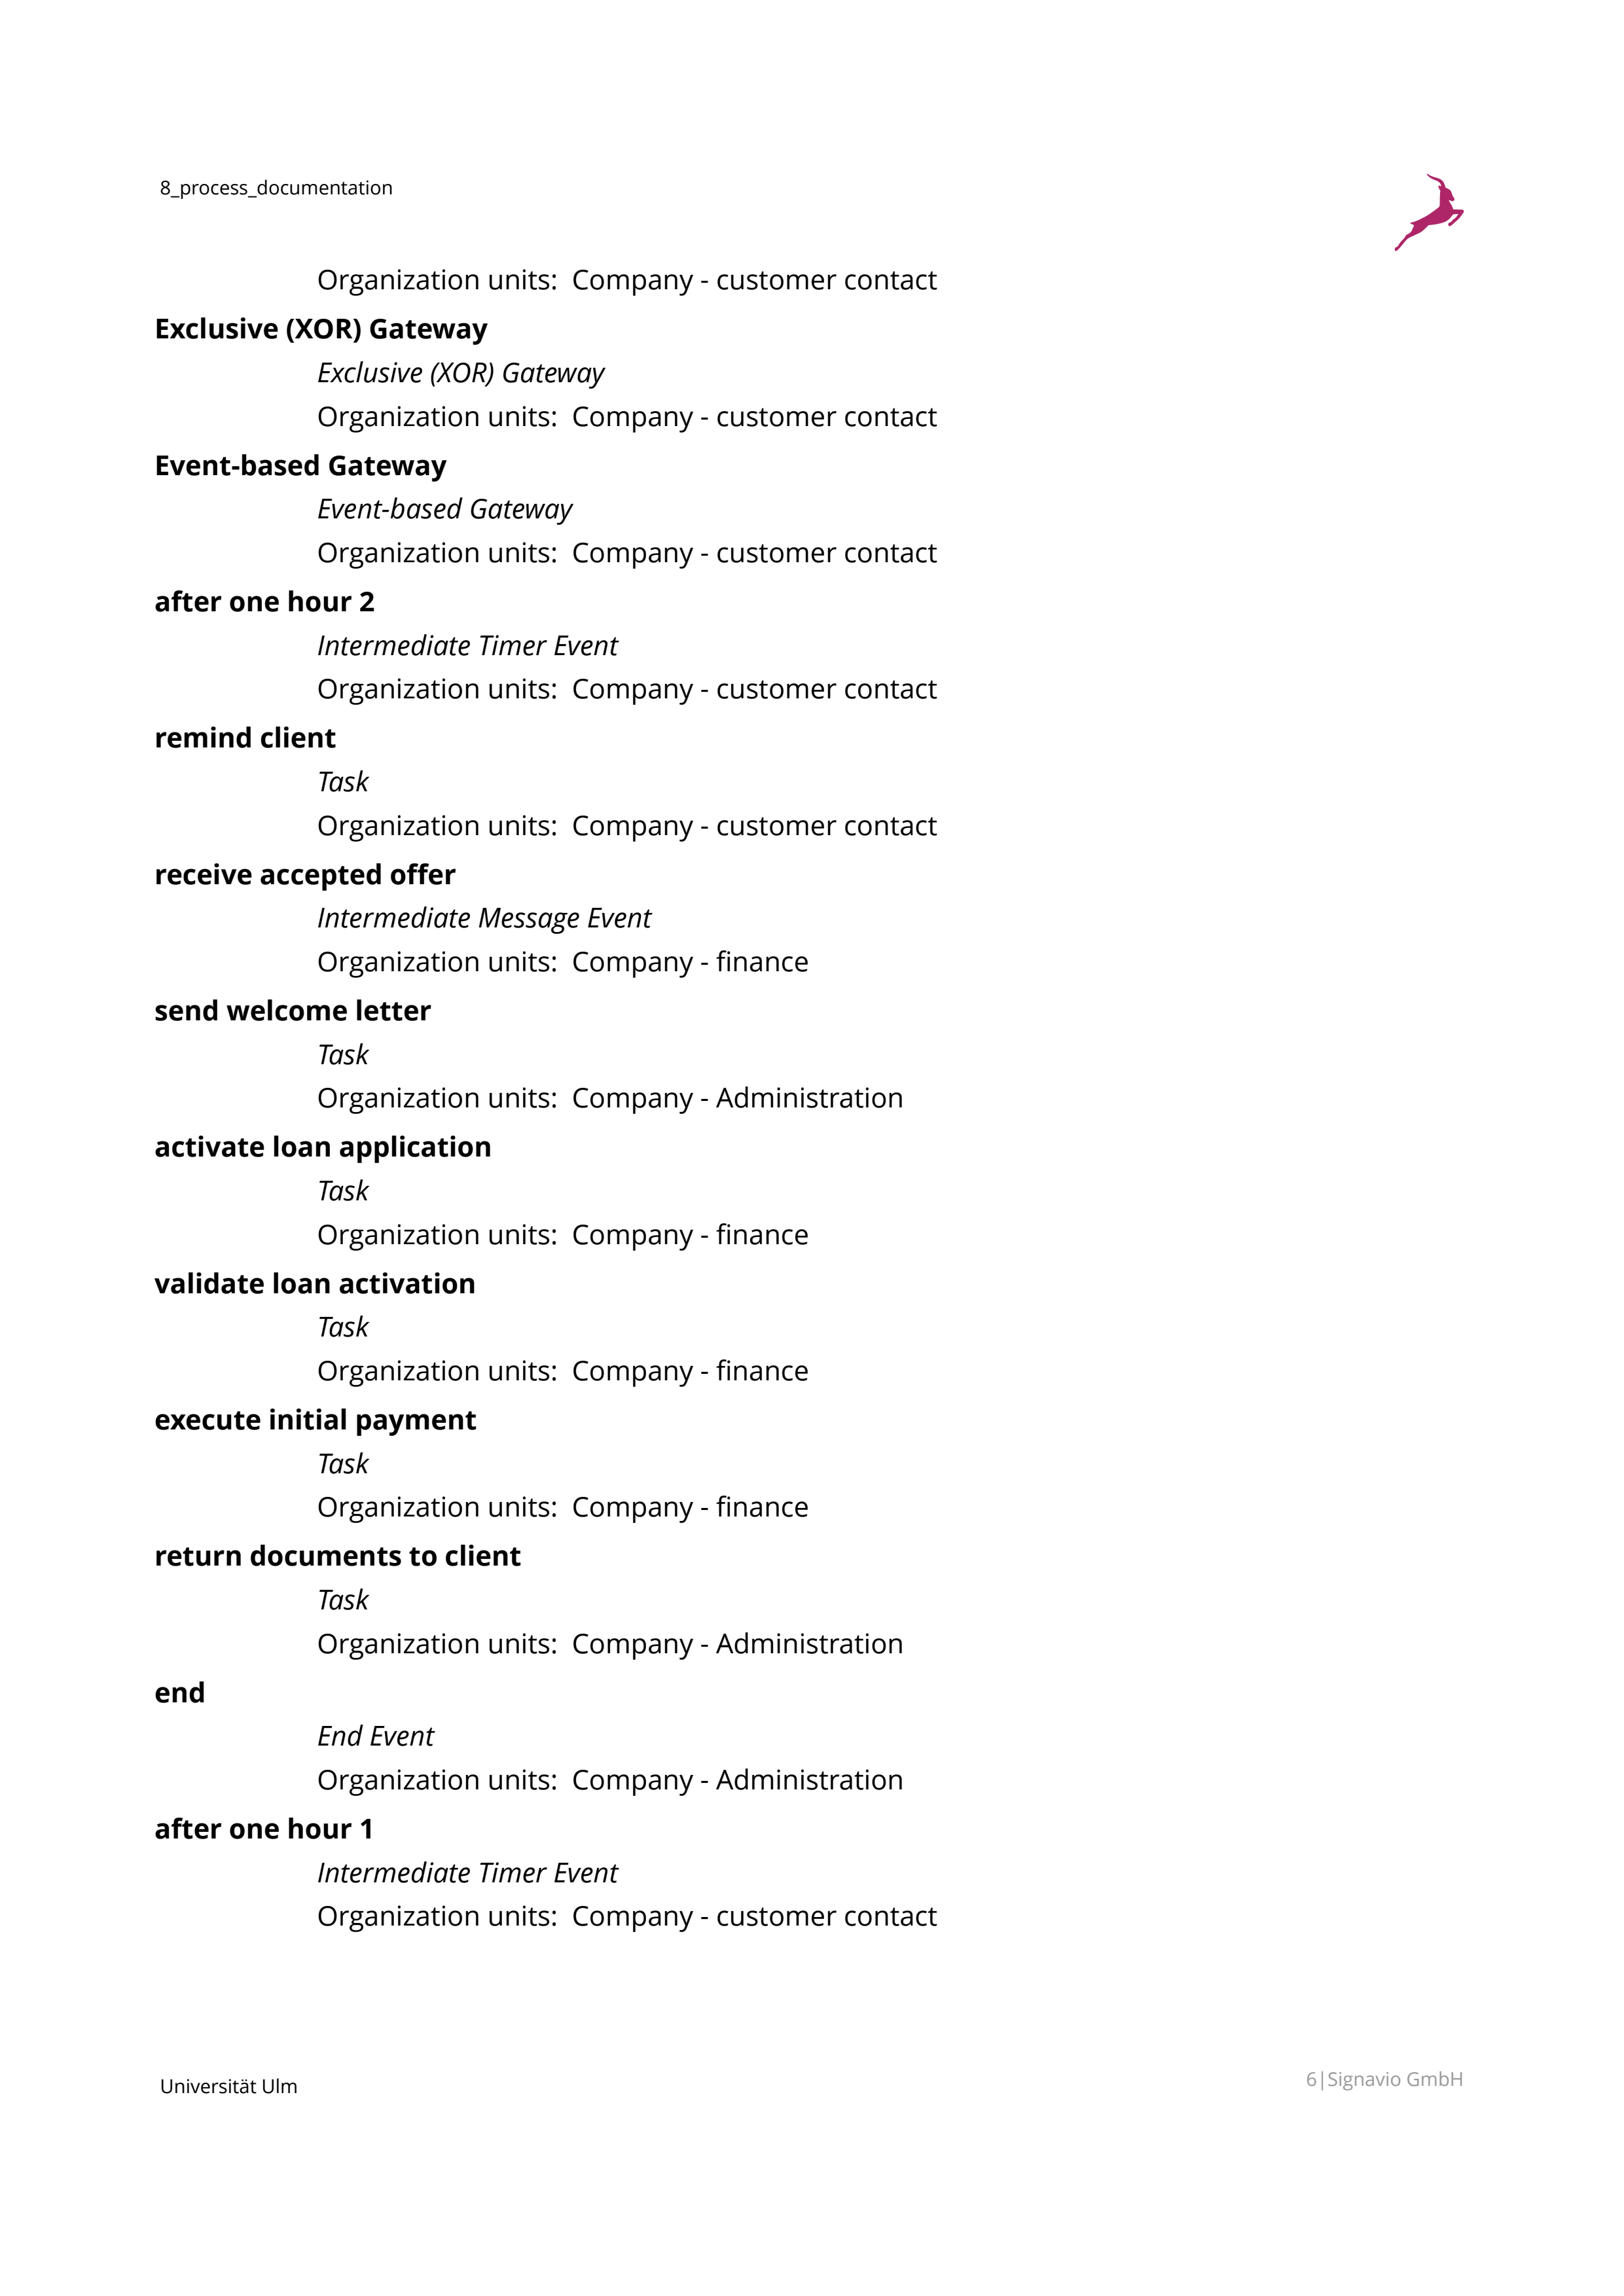 8_process_documentation
Organization units:  Company - customer contact
Exclusive (XOR) Gateway
Exclusive (XOR) Gateway
Organization units:  Company - customer contact
Event-based Gateway
Event-based Gateway
Organization units:  Company - customer contact
after one hour 2
Intermediate Timer Event
Organization units:  Company - customer contact
remind client
Task
Organization units:  Company - customer contact
receive accepted offer
Intermediate Message Event
Organization units:  Company - finance
send welcome letter
Task
Organization units:  Company - Administration
activate loan application
Task
Organization units:  Company - finance
validate loan activation
Task
Organization units:  Company - finance
execute initial payment
Task
Organization units:  Company - finance
return documents to client
Task
Organization units:  Company - Administration
end
End Event
Organization units:  Company - Administration
after one hour 1
Intermediate Timer Event
Organization units:  Company - customer contact
Universität Ulm
6|Signavio GmbH